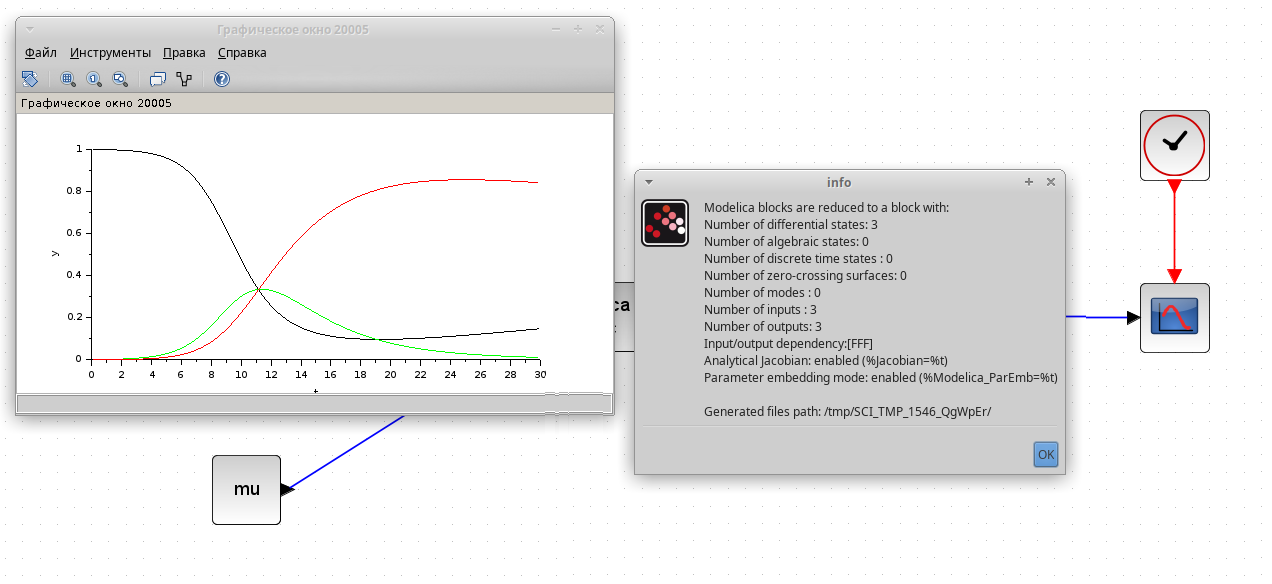 Графическое окно 20005
Файл Инструменты Правка Справка
Графическое окно 20005
1
0.8
0.6
0.4
0.2
0
y
0 2 4 6 8 10 12 14 16 18 20 22 24 26 28 30
t
info
Modelica blocks are reduced to a block with:
Number of differential states: 3
Number of algebraic states: 0
Number of discrete time states : 0
Number of zero-crossing surfaces: 0
Number of modes : 0
Number of inputs : 3
Number of outputs: 3
Input/output dependency:[FFF]
Analytical Jacobian: enabled (%Jacobian=%t)
Parameter embedding mode: enabled (%Modelica_ParEmb=%t)
Generated files path: /tmp/SCI_TMP_1546_QgWpEr/
OK
ca
mu